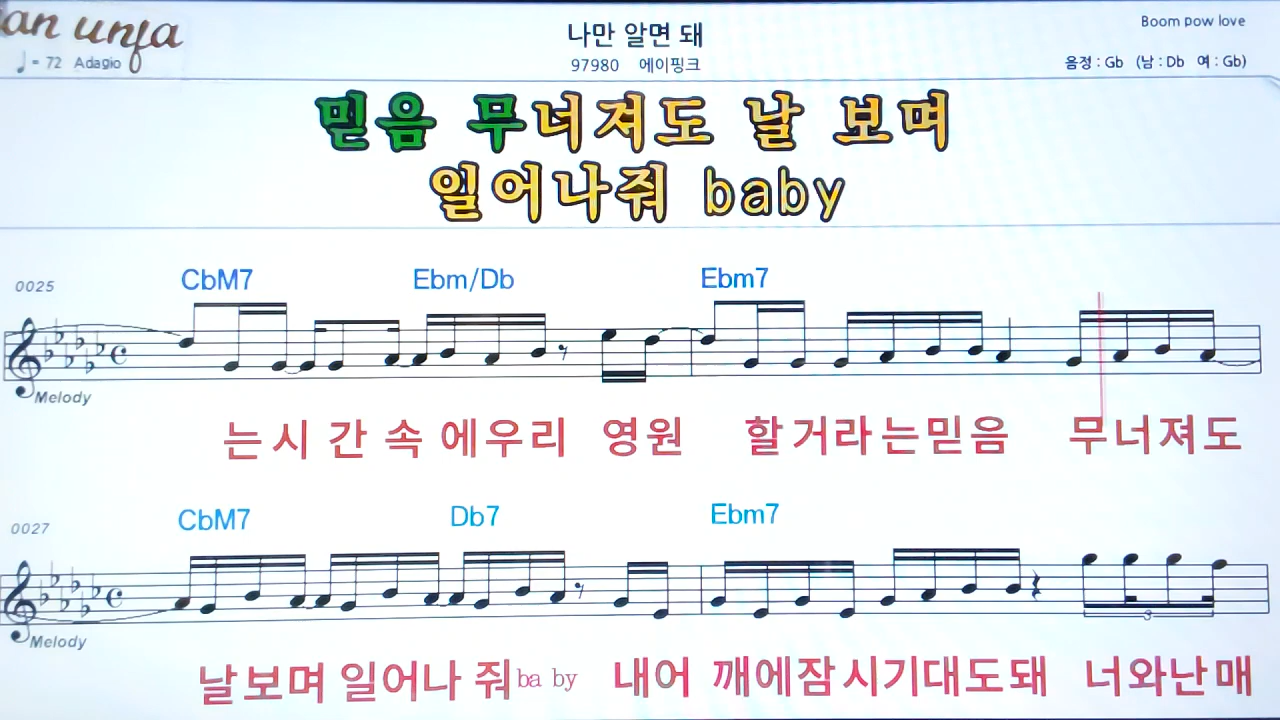 an unfa
나만 알면 돼
Boom pow love
♩= 72 Adagio
97980 에이핑크
음정 : Gb (남 : Db 여 : Gb)
믿음 무너져도 날 보며
일어나줘 baby
0025
CbM7 Ebm/Db Ebm7
Melody
는시 간 속 에우리 영원 할거라는믿음 무너져도
0027
CbM7 Db7 Ebm7
3
Melody
날보며 일어나 줘 ba by 내어 깨에잠시기대도돼 너와난매